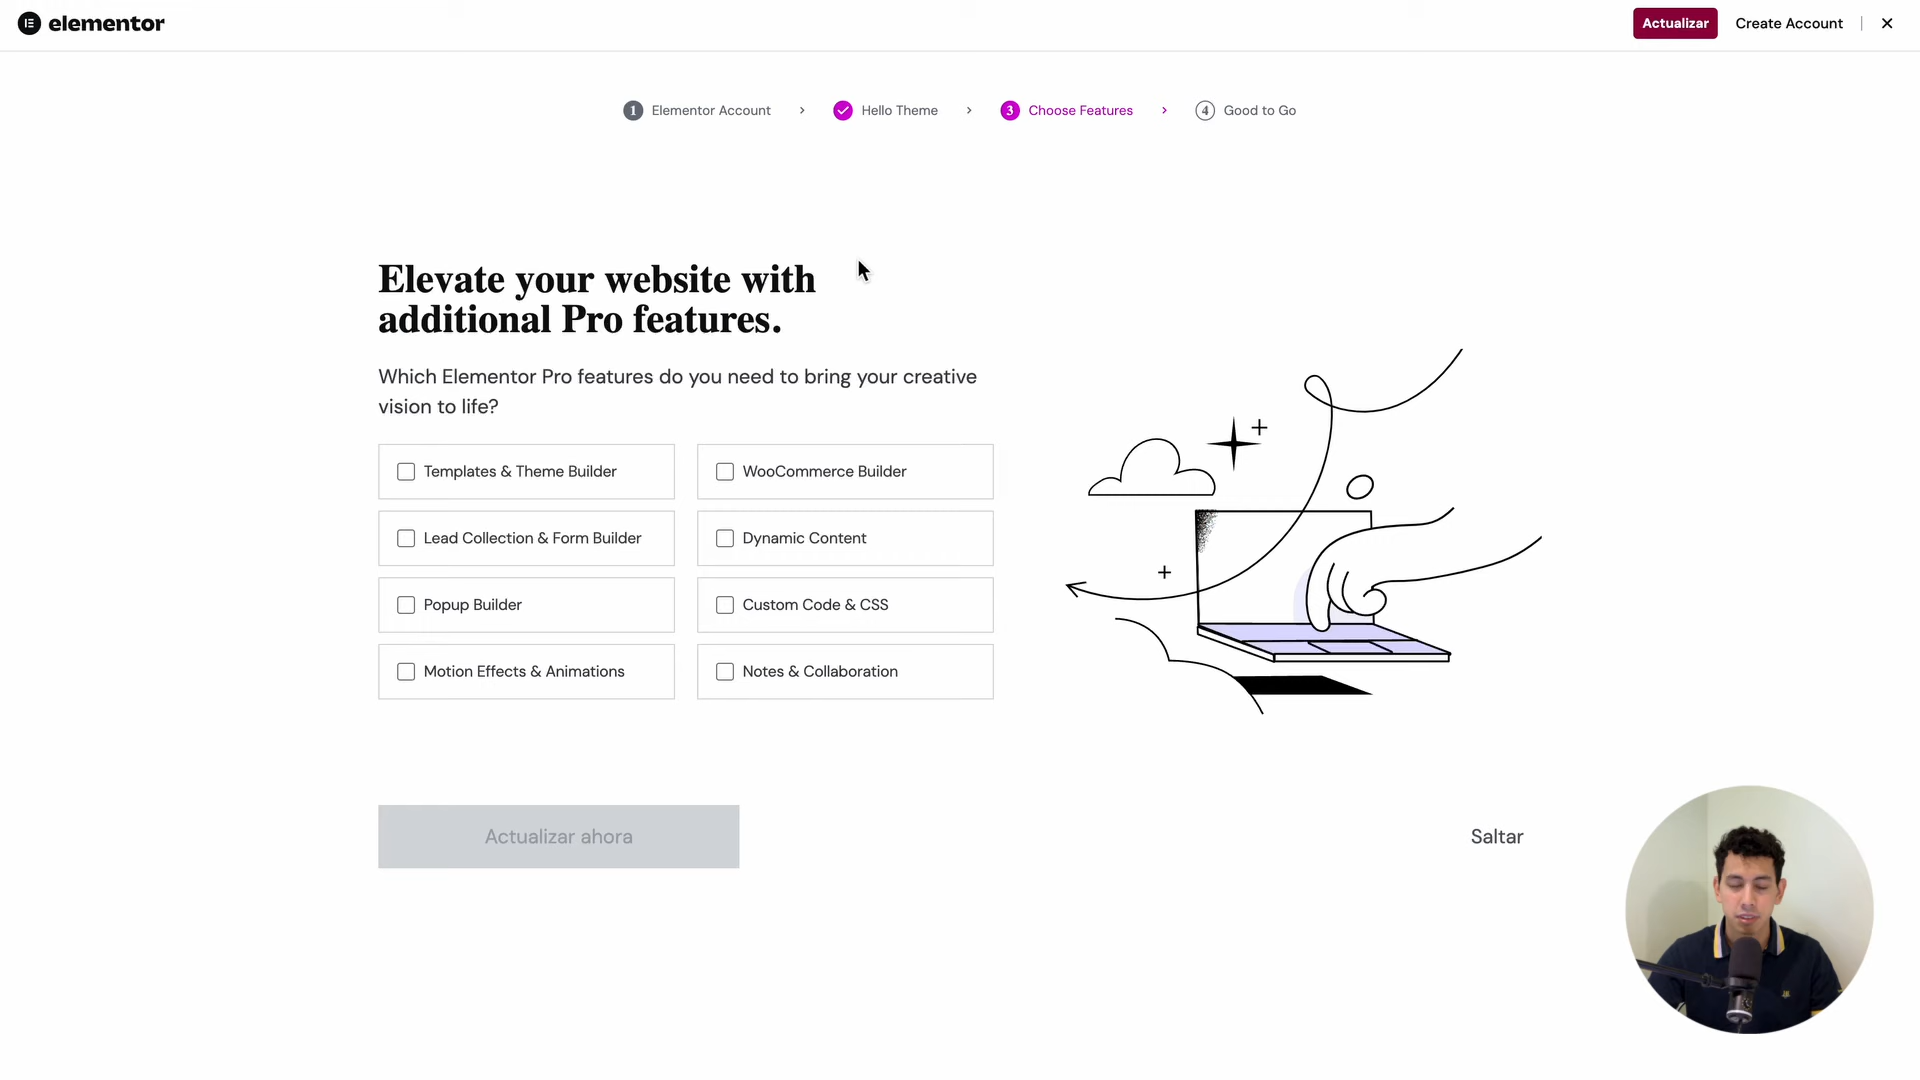 elementor
Actualizar
Create Account
1 Elementor Account
Hello Theme
3 Choose Features
4 Good to Go
Elevate your website with
additional Pro features.
Which Elementor Pro features do you need to bring your creative
vision to life?
Templates & Theme Builder
WooCommerce Builder
Lead Collection & Form Builder
Dynamic Content
Popup Builder
Custom Code & CSS
Motion Effects & Animations
Notes & Collaboration
Actualizar ahora
Saltar